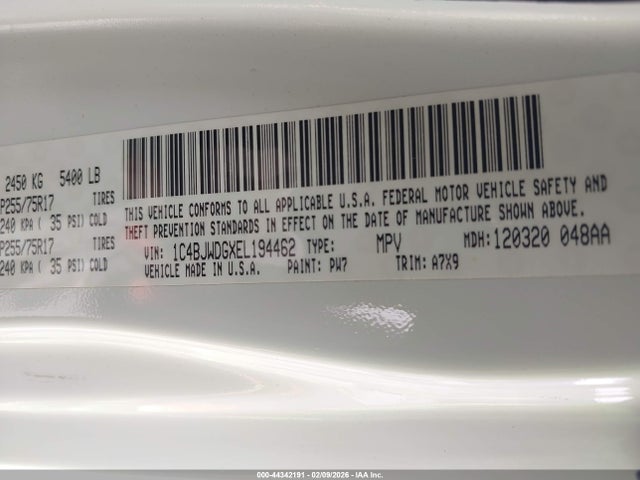 2450 KG 5400 LB
P255/75R17 TIRES
240 KPA ( 35 PSI) COLD
P255/75R17 TIRES
240 KPA ( 35 PSI) COLD
THIS VEHICLE CONFORMS TO ALL APPLICABLE U.S.A. FEDERAL MOTOR VEHICLE SAFETY AND
THEFT PREVENTION STANDARDS IN EFFECT ON THE DATE OF MANUFACTURE SHOWN ABOVE.
VIN: 1C4BJWDGXEL194462 TYPE: MPV MDH: 120320 048AA
VEHICLE MADE IN U.S.A. PAINT: PW7 TRIM: A7X9
000-44342191 - 02/09/2026 - IAA Inc.